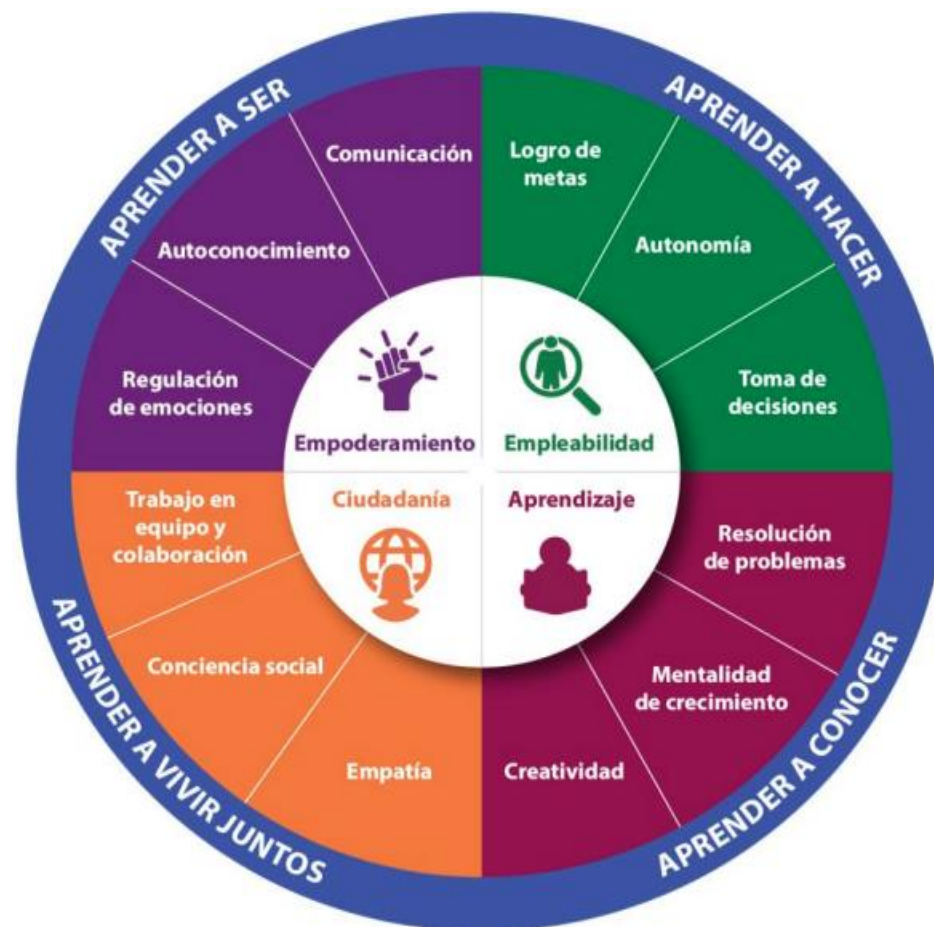 APRENDER A SER
APRENDER A HACER
Comunicación
Logro de
metas
Autoconocimiento
Autonomía
Regulación
de emociones
Toma de
decisiones
Empoderamiento
Empleabilidad
Ciudadanía
Aprendizaje
Trabajo en
equipo y
colaboración
Resolución
de problemas
Conciencia social
Mentalidad
de crecimiento
Empatía
Creatividad
APRENDER A VIVIR JUNTOS
APRENDER A CONOCER